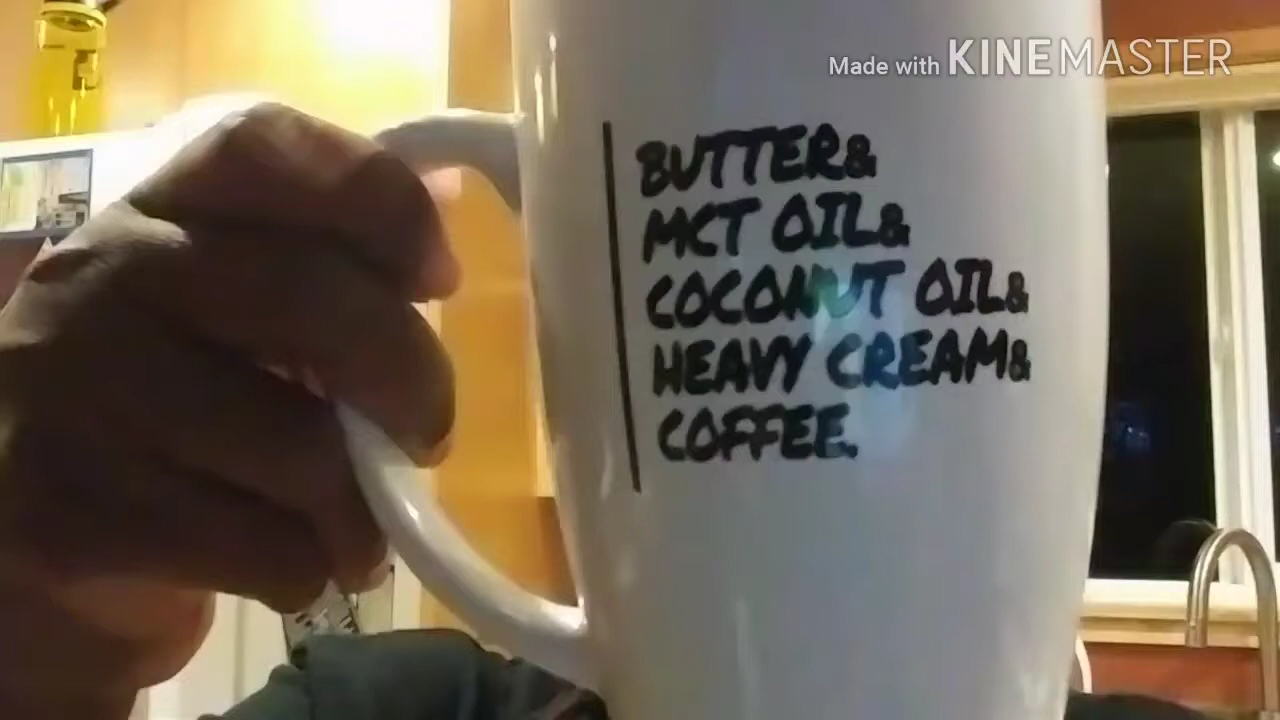 Made with KINEMASTER
BUTTER&
MCT OIL&
COCONUT OIL&
HEAVY CREAM&
COFFEE.